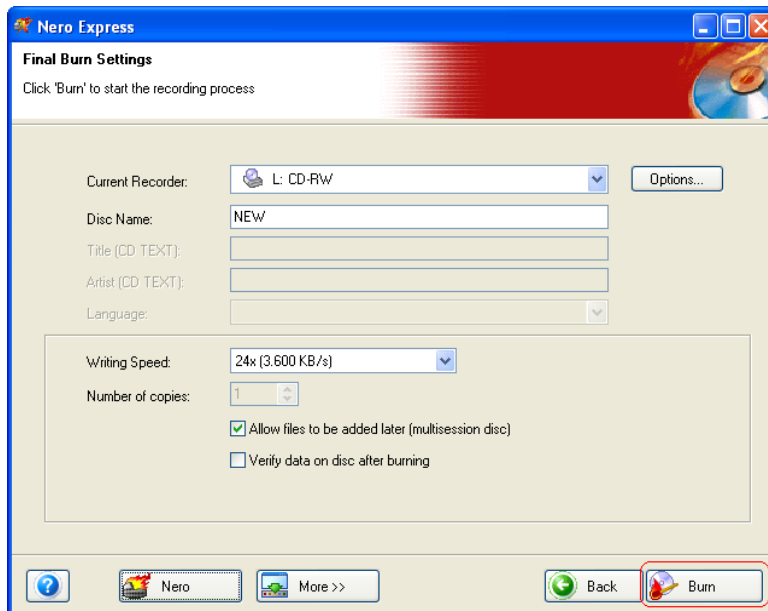 Nero Express
Final Burn Settings
Click 'Burn' to start the recording process
Current Recorder: L: CD-RW Options...
Disc Name: NEW
Title (CD TEXT):
Artist (CD TEXT):
Language:
Writing Speed: 24x (3.600 KB/s)
Number of copies: 1
Allow files to be added later (multisession disc)
Verify data on disc after burning
? Nero More >> Back Burn